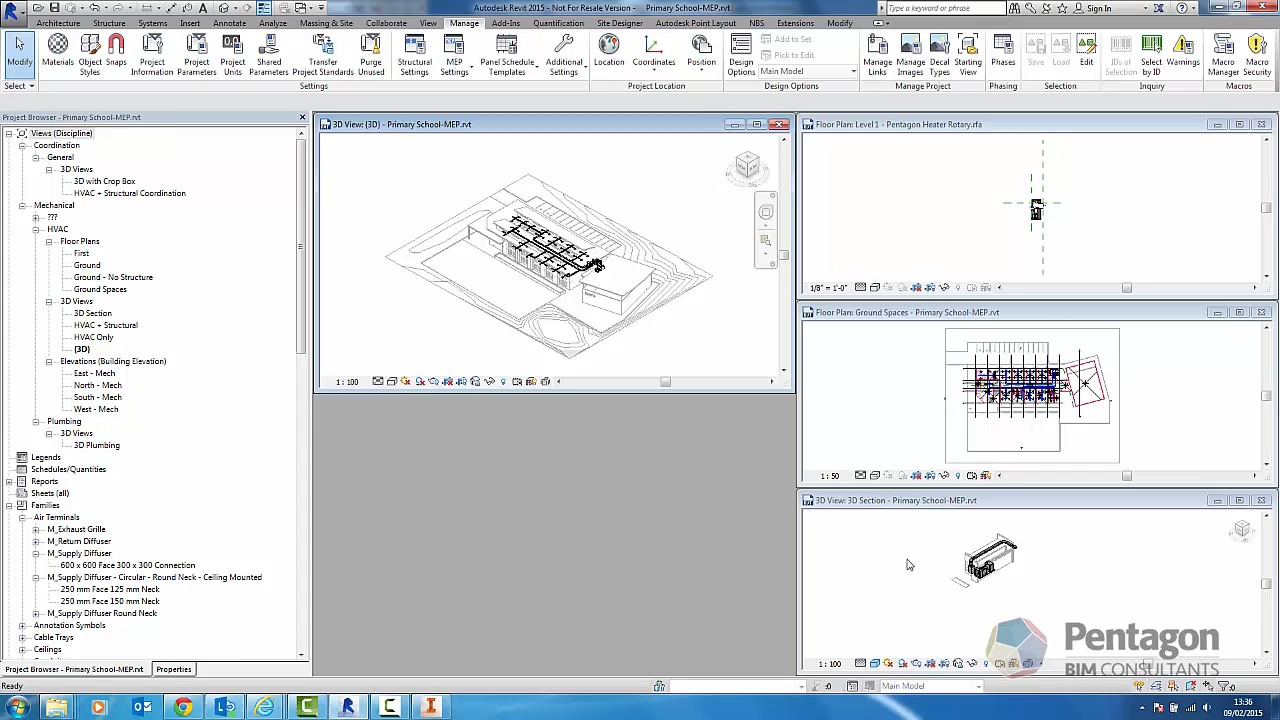 Autodesk Revit 2015 - Not For Resale Version - Primary School-MEP.rvt
Type a keyword or phrase
Sign In
Architecture Structure Systems Insert Annotate Analyze Massing & Site Collaborate View Manage Add-Ins Quantification Site Designer Autodesk Point Layout NBS Extensions Modify
Modify
Styles
Project Information
Project Parameters
Project Units
Shared Parameters
Transfer Project Standards
Purge Unused
Structural Settings
MEP Settings
Panel Schedule Templates
Additional Settings
Location
Coordinates
Position
Design Options
Add to Set
Pick to Edit
Main Model
Manage Links
Manage Images
Decal Types
Starting View
Phases
Save
Load
Edit
IDs of Selection
Select by ID
Warnings
Macro Manager
Macro Security
Select
Settings
Project Location
Design Options
Manage Project
Phasing
Selection
Inquiry
Macros
Project Browser - Primary School-MEP.rvt
Views (Discipline)
Coordination
General
3D Views
3D with Crop Box
HVAC + Structural Coordination
Mechanical
???
HVAC
Floor Plans
First
Ground
Ground - No Structure
Ground Spaces
3D Views
3D Section
HVAC + Structural
HVAC Only
{3D}
Elevations (Building Elevation)
East - Mech
North - Mech
South - Mech
West - Mech
Plumbing
3D Views
3D Plumbing
Legends
Schedules/Quantities
Reports
Sheets (all)
Families
Air Terminals
M_Exhaust Grille
M_Return Diffuser
M_Supply Diffuser
600 x 600 Face 300 x 300 Connection
M_Supply Diffuser - Circular - Round Neck - Ceiling Mounted
250 mm Face 125 mm Neck
250 mm Face 150 mm Neck
M_Supply Diffuser Round Neck
Annotation Symbols
Cable Trays
Ceilings
Project Browser - Primary School-MEP.rvt
Properties
Ready
3D View: {3D} - Primary School-MEP.rvt
1 : 100
Floor Plan: Level 1 - Pentagon Heater Rotary.rfa
1/8" = 1'-0"
Floor Plan: Ground Spaces - Primary School-MEP.rvt
1 : 50
3D View: 3D Section - Primary School-MEP.rvt
1 : 100
Pentagon
BIM CONSULTANTS
:0
Main Model
:0
13:36
09/02/2015